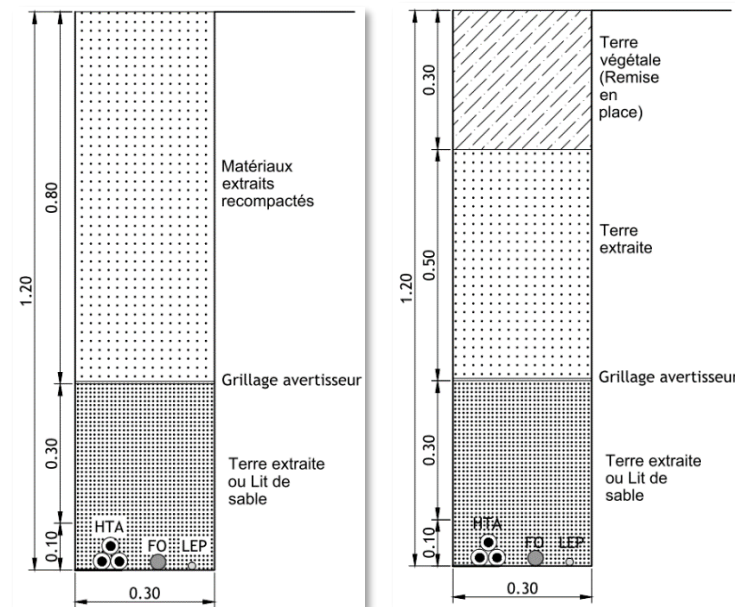 1.20
0.80
0.30
0.10
Matériaux
extraits
recompactés
Grillage avertisseur
Terre extraite
ou Lit de
sable
HTA
FO
LEP
0.30
1.20
0.30
0.50
0.30
0.10
Terre
végétale
(Remise
en
place)
Terre
extraite
Grillage avertisseur
Terre extraite
ou Lit de
sable
HTA
FO
LEP
0.30